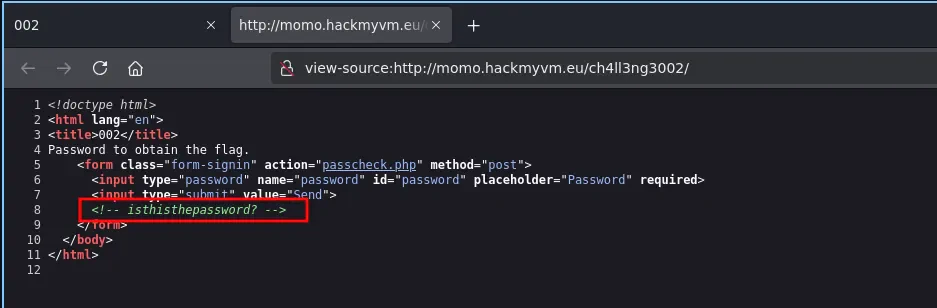 002
http://momo.hackmyvm.eu/
view-source:http://momo.hackmyvm.eu/ch4ll3ng3002/
1 <!doctype html>
2 <html lang="en">
3 <title>002</title>
4 Password to obtain the flag.
5 <form class="form-signin" action="passcheck.php" method="post">
6 <input type="password" name="password" id="password" placeholder="Password" required>
7 <input type="submit" value="Send">
8 <!-- isthisthepassword? -->
9 </form>
10 </body>
11 </html>
12